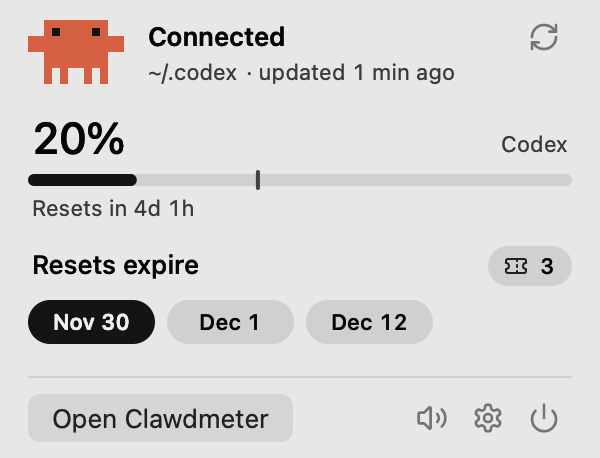 Connected
~/.codex · updated 1 min ago
20%
Codex
Resets in 4d 1h
Resets expire
3
Nov 30
Dec 1
Dec 12
Open Clawdmeter